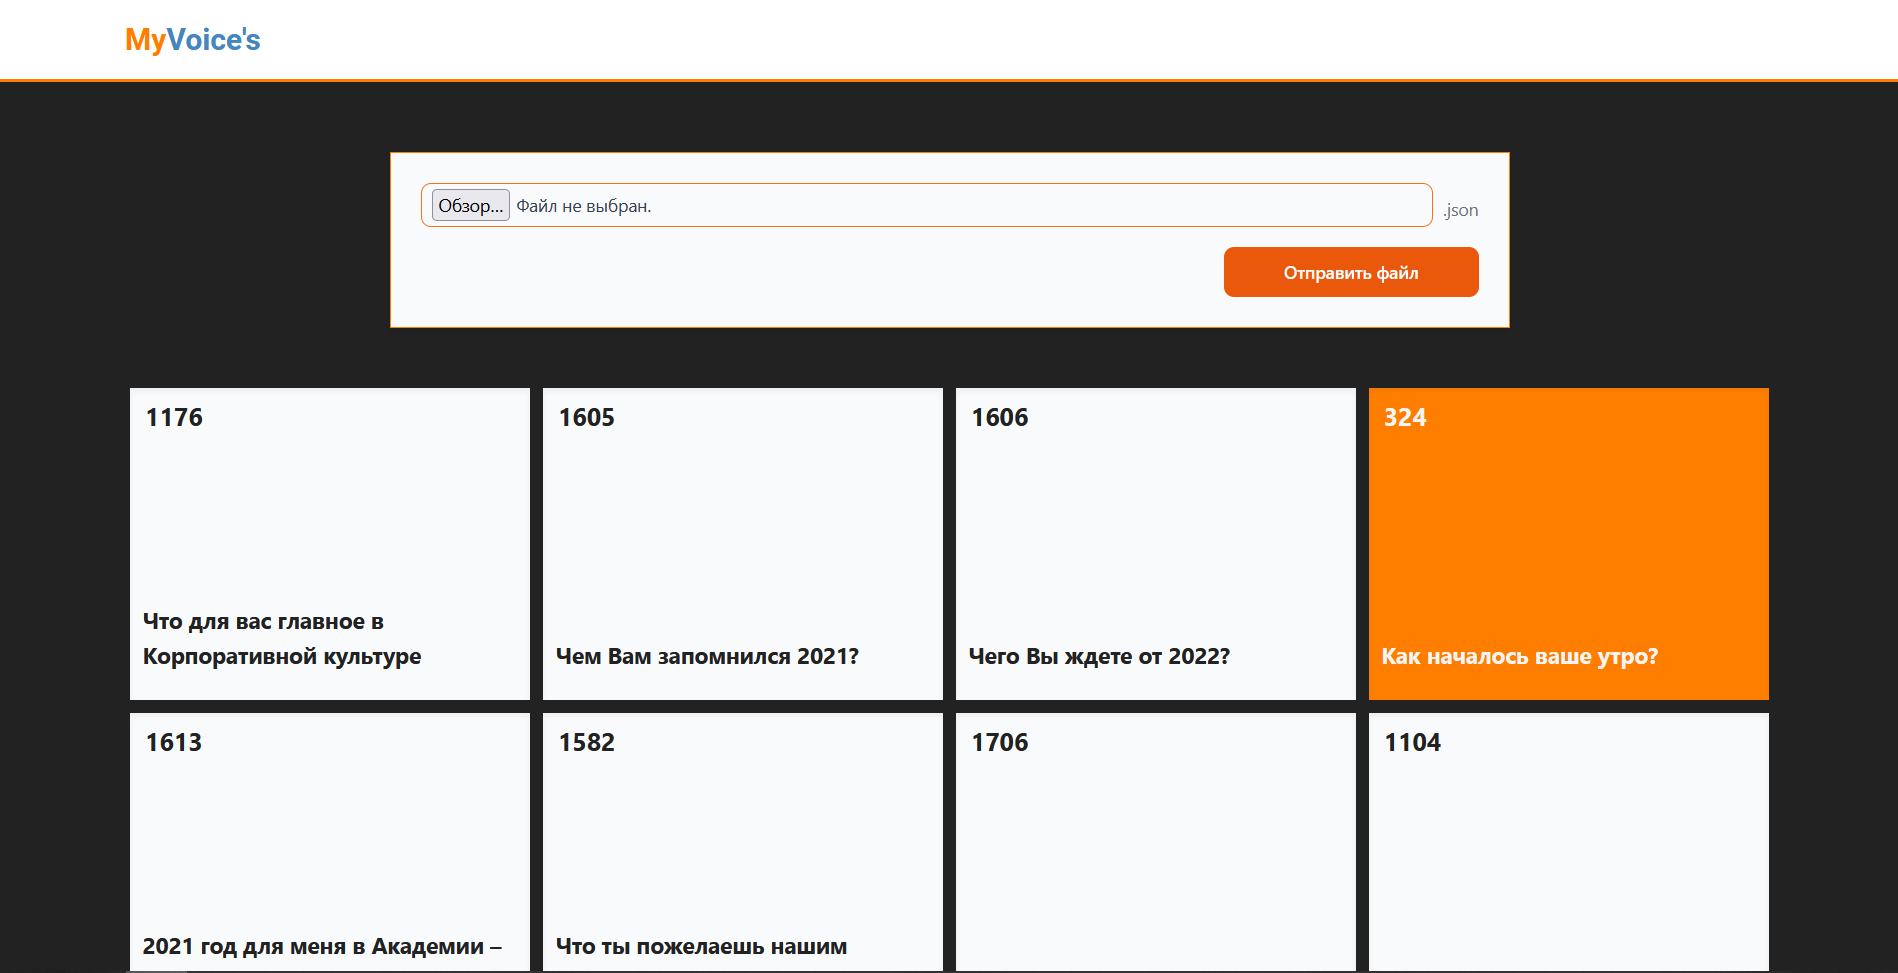 MyVoice's
Обзор... Файл не выбран. .json
Отправить файл
1176
Что для вас главное в
Корпоративной культуре
1605
Чем Вам запомнился 2021?
1606
Чего Вы ждете от 2022?
324
Как началось ваше утро?
1613
2021 год для меня в Академии –
1582
Что ты пожелаешь нашим
1706
1104